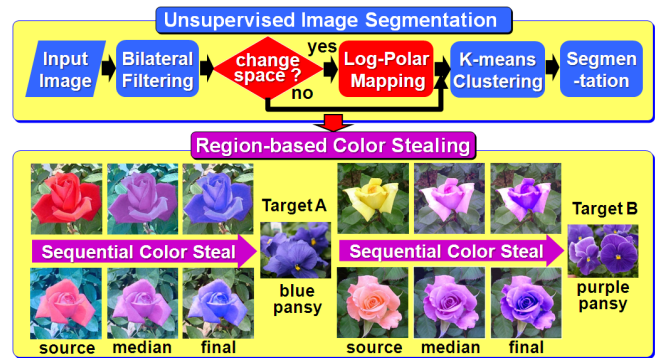 Unsupervised Image Segmentation
Input
Image
Bilateral
Filtering
change
space ?
yes
no
Log-Polar
Mapping
K-means
Clustering
Segmen
-tation
Region-based Color Stealing
Target A
Sequential Color Steal
blue
pansy
source median final
Target B
Sequential Color Steal
purple
pansy
source median final